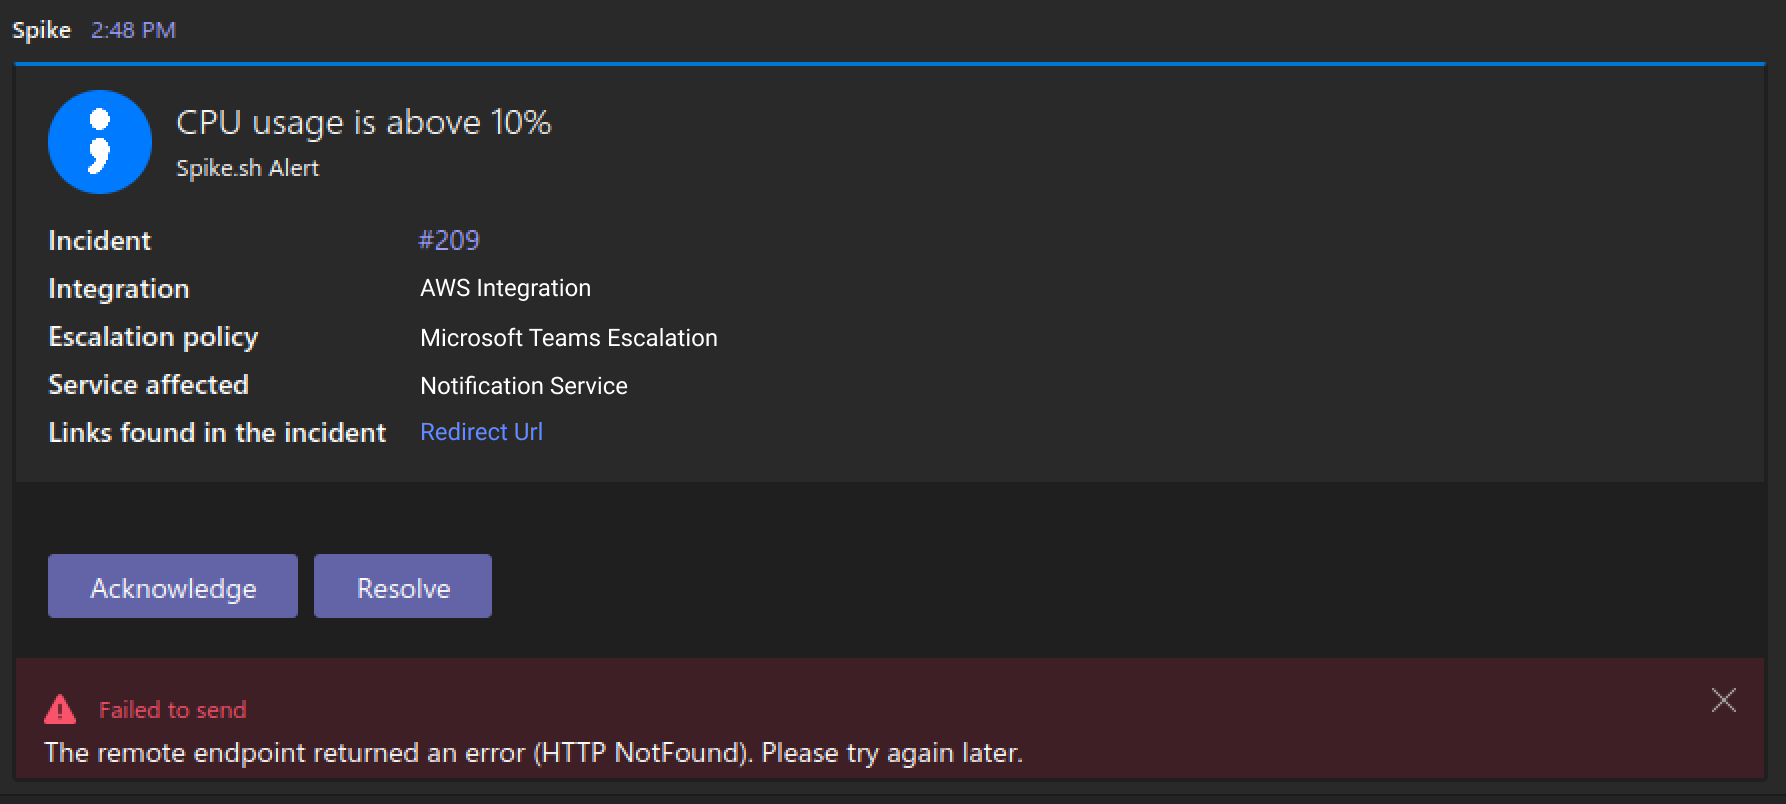 Spike 2:48 PM
CPU usage is above 10%
Spike.sh Alert
Incident #209
Integration AWS Integration
Escalation policy Microsoft Teams Escalation
Service affected Notification Service
Links found in the incident Redirect Url
Acknowledge Resolve
Failed to send
The remote endpoint returned an error (HTTP NotFound). Please try again later.